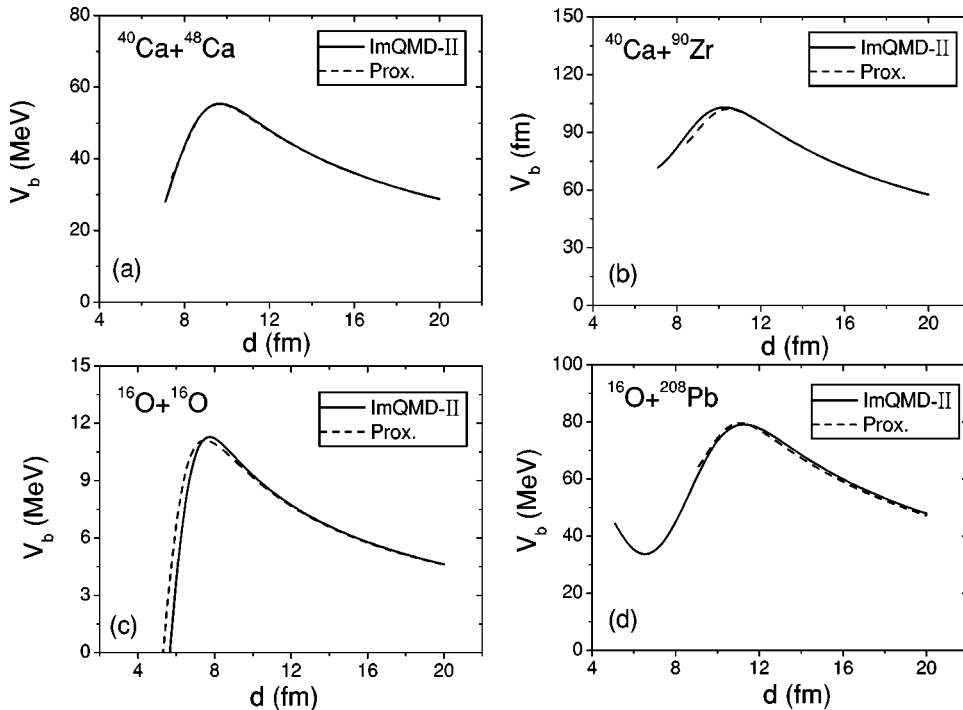 ⁴⁰Ca+⁴⁸Ca
ImQMD-II
Prox.
V_b (MeV)
80
60
40
20
0
(a)
4 8 12 16 20
d (fm)
⁴⁰Ca+⁹⁰Zr
ImQMD-II
Prox.
V_b (fm)
150
120
90
60
30
0
(b)
4 8 12 16 20
d (fm)
¹⁶O+¹⁶O
ImQMD-II
Prox.
V_b (MeV)
15
12
9
6
3
0
(c)
4 8 12 16 20
d (fm)
¹⁶O+²⁰⁸Pb
ImQMD-II
Prox.
V_b (MeV)
100
80
60
40
20
0
(d)
4 8 12 16 20
d (fm)